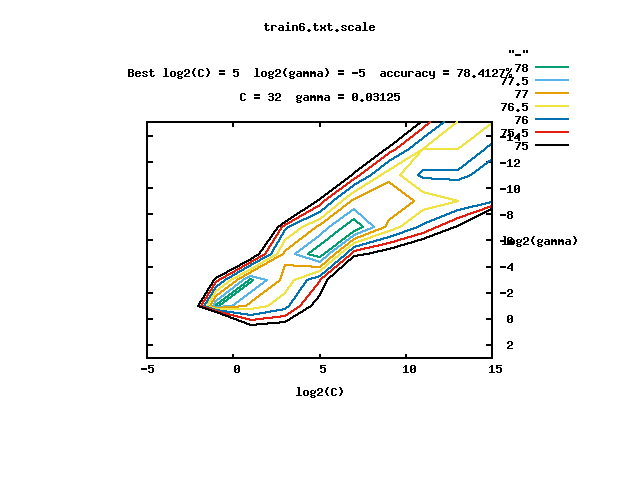 train6.txt.scale
"-"
78
Best log2(C) = 5  log2(gamma) = -5  accuracy = 78.4127%
77.5
77
C = 32  gamma = 0.03125
76.5
76
75.5
75
-14
-12
-10
-8
-6
log2(gamma)
-4
-2
0
2
-5 0 5 10 15
log2(C)